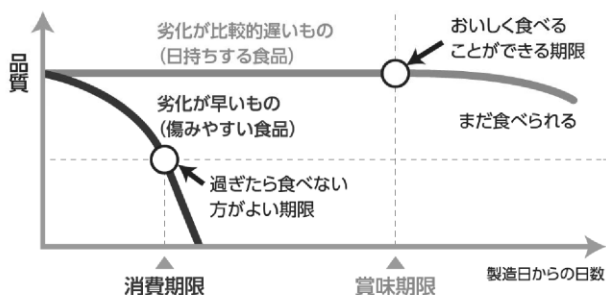 品質
劣化が比較的遅いもの
(日持ちする食品)
おいしく食べる
ことができる期限
劣化が早いもの
(傷みやすい食品)
まだ食べられる
過ぎたら食べない
方がよい期限
消費期限
賞味期限
製造日からの日数